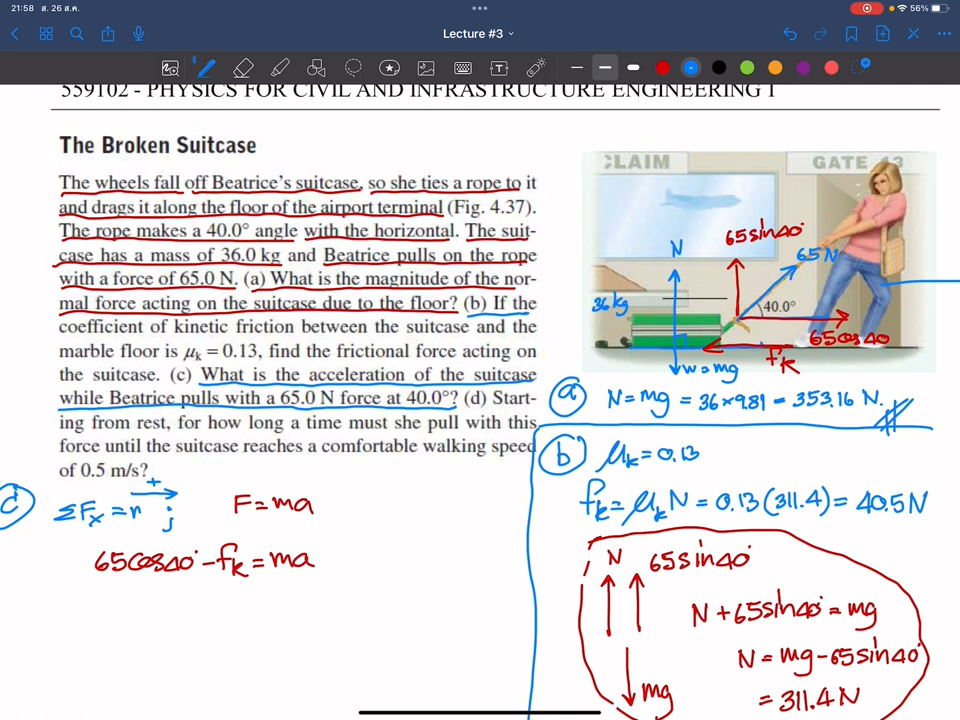 21:58 ส. 26 ส.ค.
56%
Lecture #3
559102 - PHYSICS FOR CIVIL AND INFRASTRUCTURE ENGINEERING I
The Broken Suitcase
The wheels fall off Beatrice's suitcase, so she ties a rope to it
and drags it along the floor of the airport terminal (Fig. 4.37).
The rope makes a 40.0° angle with the horizontal. The suit-
case has a mass of 36.0 kg and Beatrice pulls on the rope
with a force of 65.0 N. (a) What is the magnitude of the nor-
mal force acting on the suitcase due to the floor? (b) If the
coefficient of kinetic friction between the suitcase and the
marble floor is μk = 0.13, find the frictional force acting on
the suitcase. (c) What is the acceleration of the suitcase
while Beatrice pulls with a 65.0 N force at 40.0°? (d) Start-
ing from rest, for how long a time must she pull with this
force until the suitcase reaches a comfortable walking speed
of 0.5 m/s?
CLAIM
GATE 13
65sin40°
N
65N
36 kg
40.0°
65cos40
fk
w=mg
a N=mg = 36×9.81 = 353.16 N.
b μk=0.13
fk=μkN = 0.13(311.4) = 40.5N
N 65sin40°
N+65sin40°=mg
N=mg-65sin40°
=311.4N
mg
+
ΣFx=
F=ma
65cos40°-fk=ma